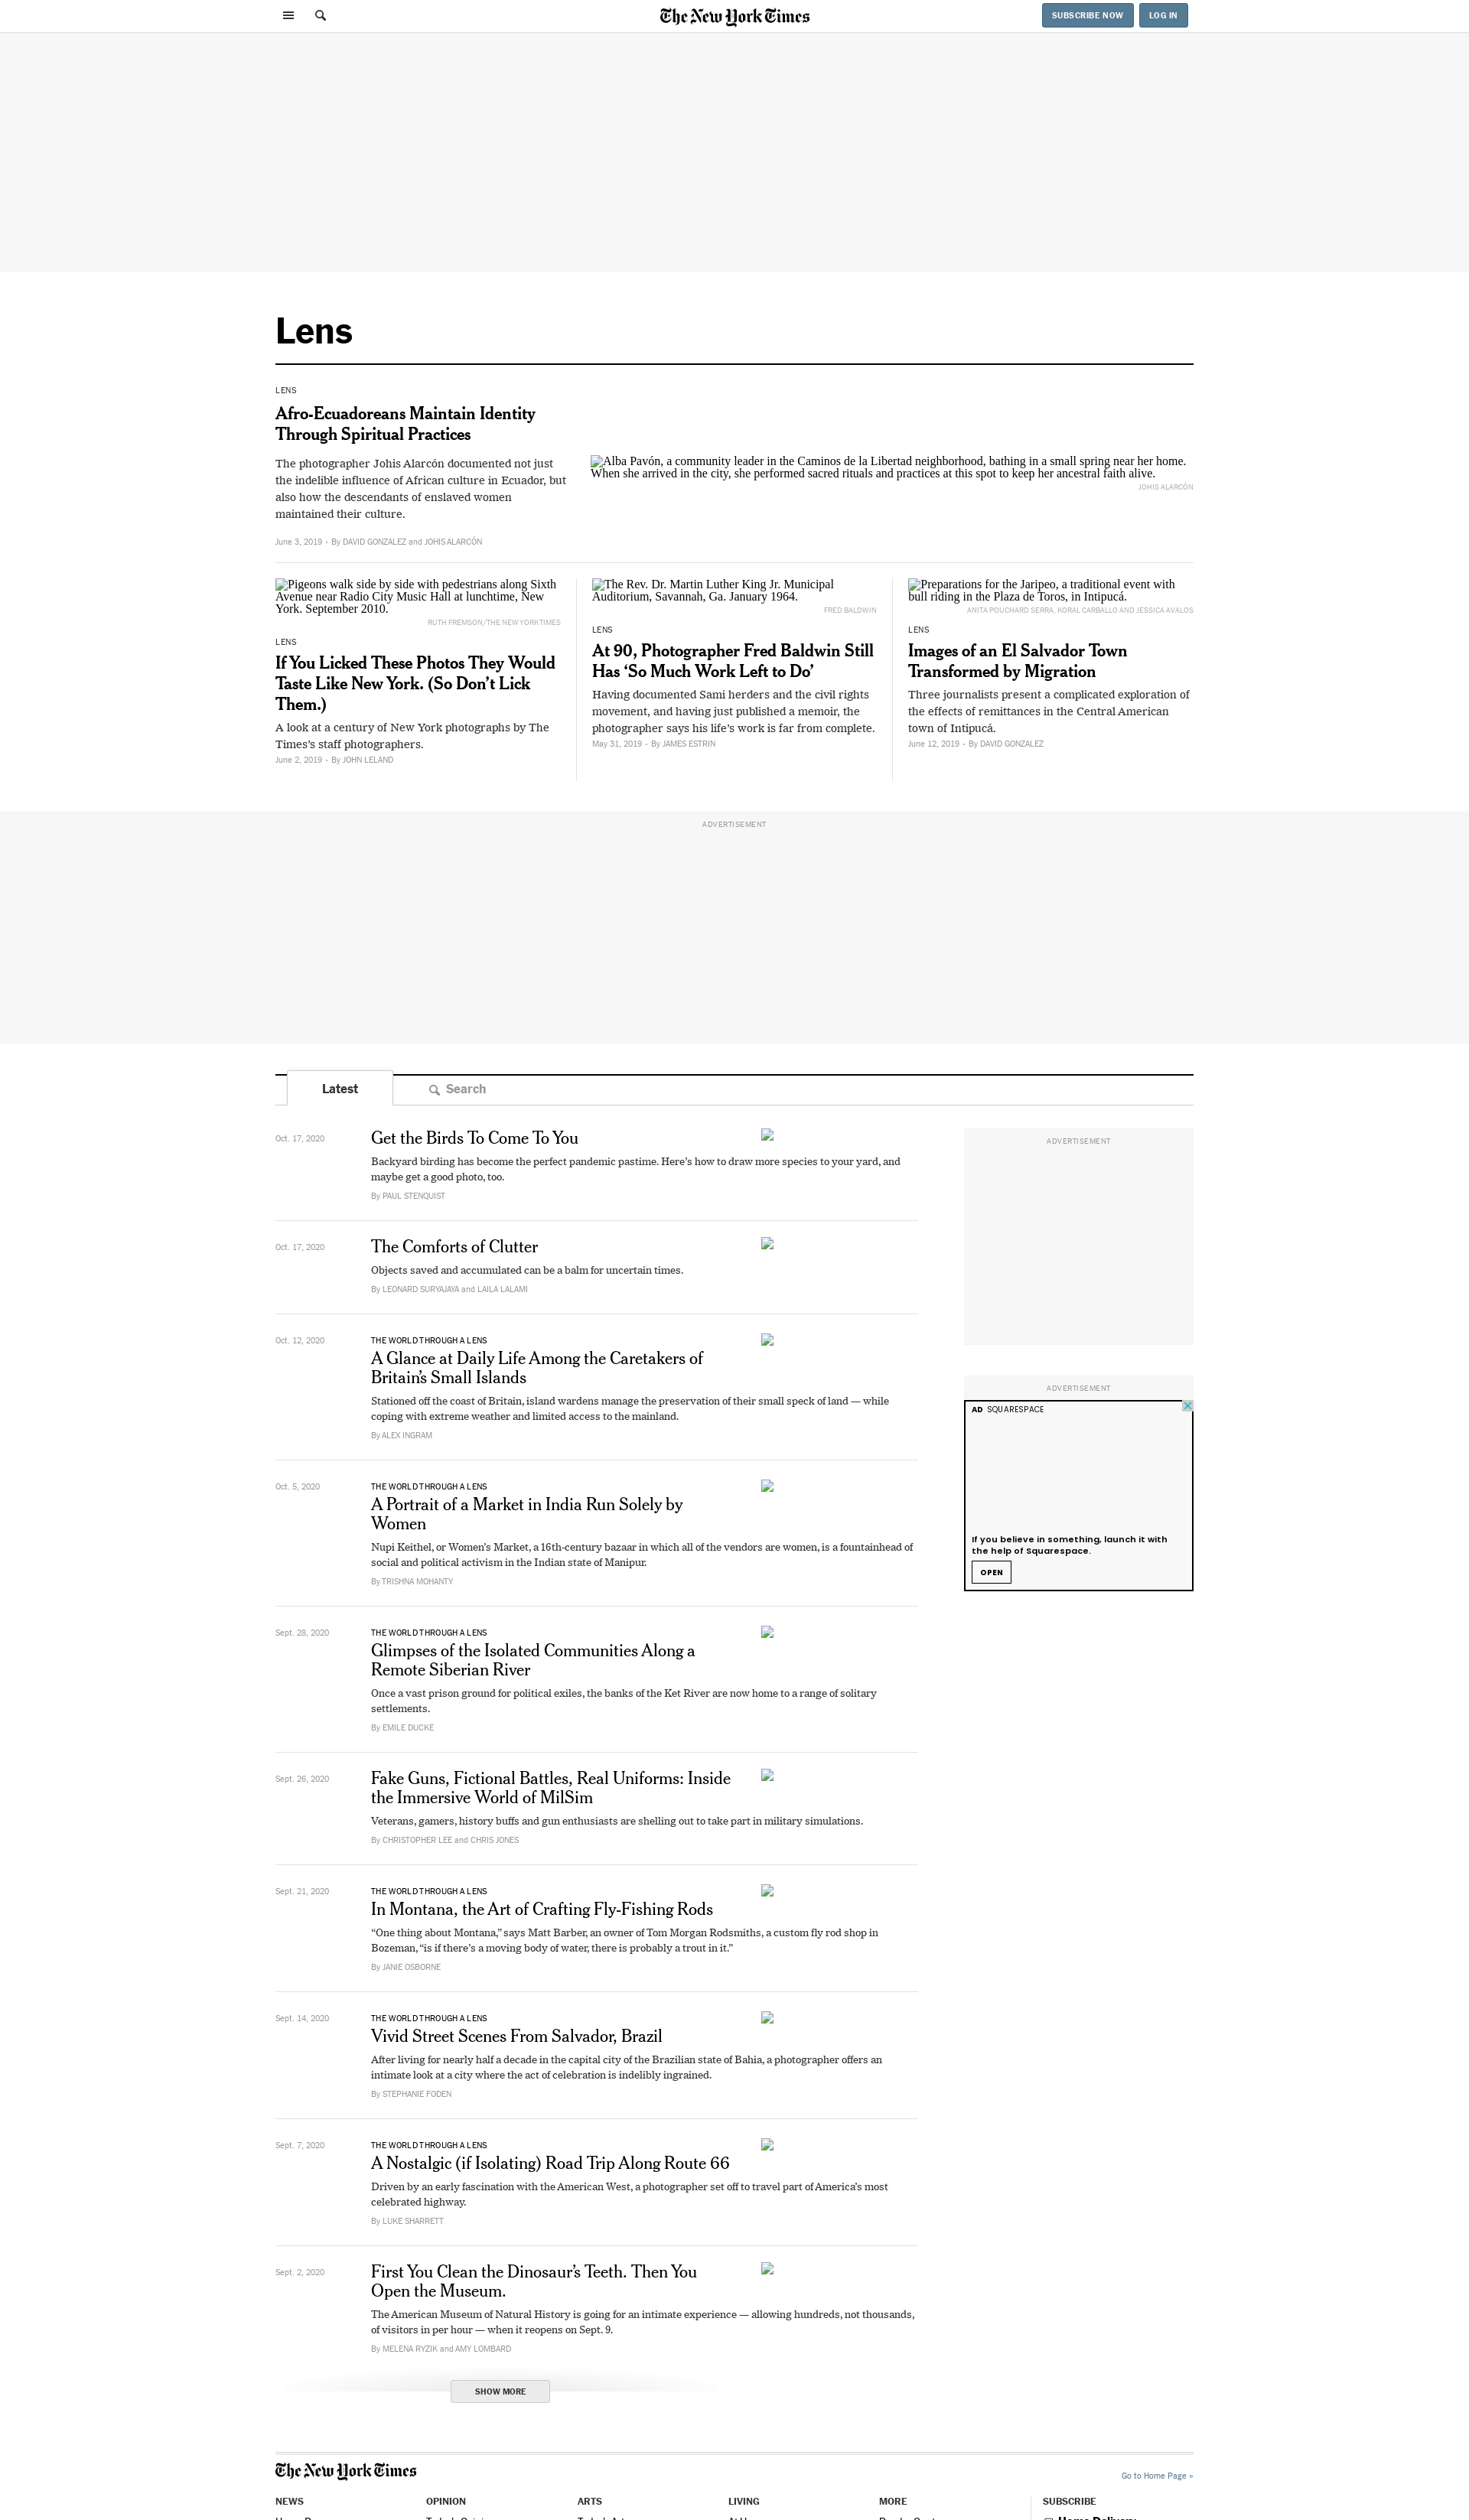 The New York Times
SUBSCRIBE NOW
LOG IN
Lens
LENS
Afro-Ecuadoreans Maintain Identity
Through Spiritual Practices
The photographer Johis Alarcón documented not just
the indelible influence of African culture in Ecuador, but
also how the descendants of enslaved women
maintained their culture.
June 3, 2019 • By DAVID GONZALEZ and JOHIS ALARCÓN
Alba Pavón, a community leader in the Caminos de la Libertad neighborhood, bathing in a small spring near her home.
When she arrived in the city, she performed sacred rituals and practices at this spot to keep her ancestral faith alive.
JOHIS ALARCÓN
Pigeons walk side by side with pedestrians along Sixth
Avenue near Radio City Music Hall at lunchtime, New
York. September 2010.
RUTH FREMSON/THE NEW YORK TIMES
LENS
If You Licked These Photos They Would
Taste Like New York. (So Don’t Lick
Them.)
A look at a century of New York photographs by The
Times’s staff photographers.
June 2, 2019 • By JOHN LELAND
The Rev. Dr. Martin Luther King Jr. Municipal
Auditorium, Savannah, Ga. January 1964.
FRED BALDWIN
LENS
At 90, Photographer Fred Baldwin Still
Has ‘So Much Work Left to Do’
Having documented Sami herders and the civil rights
movement, and having just published a memoir, the
photographer says his life’s work is far from complete.
May 31, 2019 • By JAMES ESTRIN
Preparations for the Jaripeo, a traditional event with
bull riding in the Plaza de Toros, in Intipucá.
ANITA POUCHARD SERRA, KORAL CARBALLO AND JESSICA AVALOS
LENS
Images of an El Salvador Town
Transformed by Migration
Three journalists present a complicated exploration of
the effects of remittances in the Central American
town of Intipucá.
June 12, 2019 • By DAVID GONZALEZ
ADVERTISEMENT
Latest
Search
Oct. 17, 2020
Get the Birds To Come To You
Backyard birding has become the perfect pandemic pastime. Here’s how to draw more species to your yard, and
maybe get a good photo, too.
By PAUL STENQUIST
Oct. 17, 2020
The Comforts of Clutter
Objects saved and accumulated can be a balm for uncertain times.
By LEONARD SURYAJAYA and LAILA LALAMI
Oct. 12, 2020
THE WORLD THROUGH A LENS
A Glance at Daily Life Among the Caretakers of
Britain’s Small Islands
Stationed off the coast of Britain, island wardens manage the preservation of their small speck of land — while
coping with extreme weather and limited access to the mainland.
By ALEX INGRAM
Oct. 5, 2020
THE WORLD THROUGH A LENS
A Portrait of a Market in India Run Solely by
Women
Nupi Keithel, or Women’s Market, a 16th-century bazaar in which all of the vendors are women, is a fountainhead of
social and political activism in the Indian state of Manipur.
By TRISHNA MOHANTY
Sept. 28, 2020
THE WORLD THROUGH A LENS
Glimpses of the Isolated Communities Along a
Remote Siberian River
Once a vast prison ground for political exiles, the banks of the Ket River are now home to a range of solitary
settlements.
By EMILE DUCKE
Sept. 26, 2020
Fake Guns, Fictional Battles, Real Uniforms: Inside
the Immersive World of MilSim
Veterans, gamers, history buffs and gun enthusiasts are shelling out to take part in military simulations.
By CHRISTOPHER LEE and CHRIS JONES
Sept. 21, 2020
THE WORLD THROUGH A LENS
In Montana, the Art of Crafting Fly-Fishing Rods
“One thing about Montana,” says Matt Barber, an owner of Tom Morgan Rodsmiths, a custom fly rod shop in
Bozeman, “is if there’s a moving body of water, there is probably a trout in it.”
By JANIE OSBORNE
Sept. 14, 2020
THE WORLD THROUGH A LENS
Vivid Street Scenes From Salvador, Brazil
After living for nearly half a decade in the capital city of the Brazilian state of Bahia, a photographer offers an
intimate look at a city where the act of celebration is indelibly ingrained.
By STEPHANIE FODEN
Sept. 7, 2020
THE WORLD THROUGH A LENS
A Nostalgic (if Isolating) Road Trip Along Route 66
Driven by an early fascination with the American West, a photographer set off to travel part of America’s most
celebrated highway.
By LUKE SHARRETT
Sept. 2, 2020
First You Clean the Dinosaur’s Teeth. Then You
Open the Museum.
The American Museum of Natural History is going for an intimate experience — allowing hundreds, not thousands,
of visitors in per hour — when it reopens on Sept. 9.
By MELENA RYZIK and AMY LOMBARD
SHOW MORE
ADVERTISEMENT
ADVERTISEMENT
AD SQUARESPACE
If you believe in something, launch it with
the help of Squarespace.
OPEN
The New York Times
Go to Home Page »
NEWS
OPINION
ARTS
LIVING
MORE
SUBSCRIBE
Home Delivery